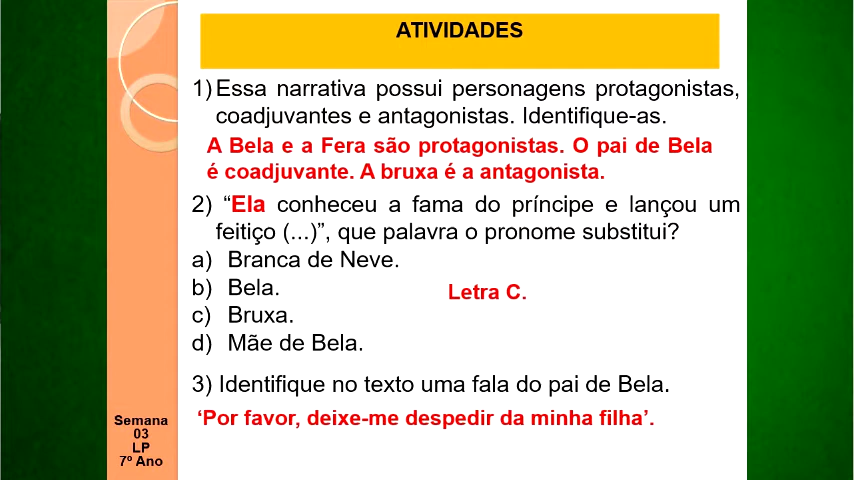 ATIVIDADES
1) Essa narrativa possui personagens protagonistas,
coadjuvantes e antagonistas. Identifique-as.
A Bela e a Fera são protagonistas. O pai de Bela
é coadjuvante. A bruxa é a antagonista.
2) “Ela conheceu a fama do príncipe e lançou um
feitiço (...)”, que palavra o pronome substitui?
a) Branca de Neve.
b) Bela.
Letra C.
c) Bruxa.
d) Mãe de Bela.
3) Identifique no texto uma fala do pai de Bela.
‘Por favor, deixe-me despedir da minha filha’.
Semana
03
LP
7º Ano